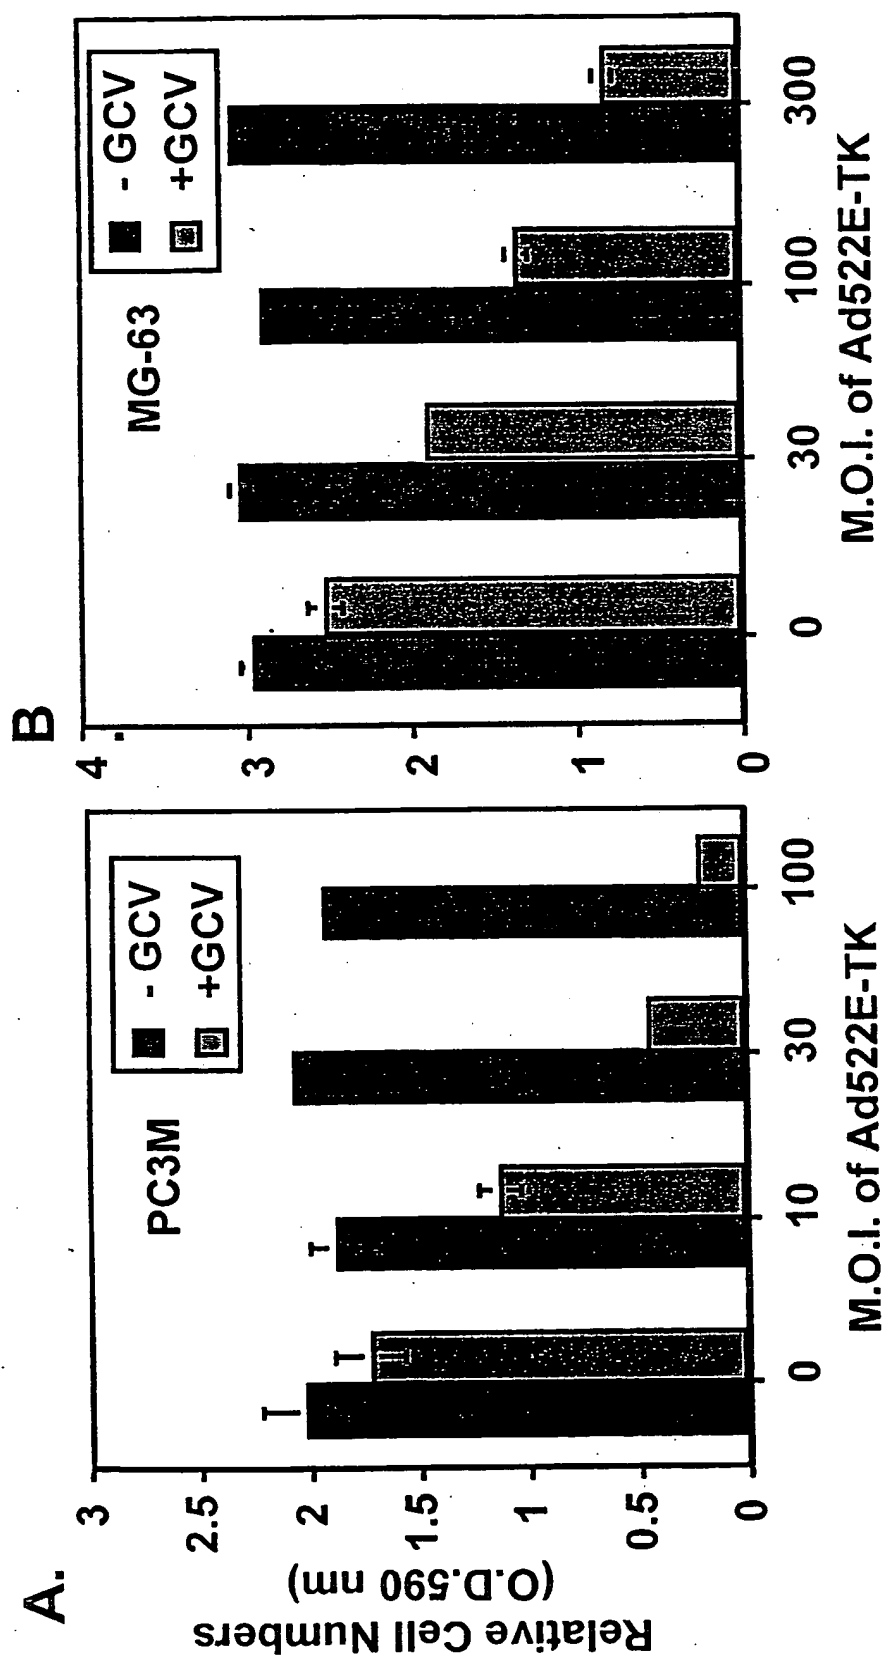 A.
PC3M
- GCV
+GCV
3
2.5
2
1.5
1
0.5
0
Relative Cell Numbers
(O.D.590 nm)
0
10
30
100
M.O.I. of Ad522E-TK
B
MG-63
- GCV
+GCV
4
3
2
1
0
0
30
100
300
M.O.I. of Ad522E-TK